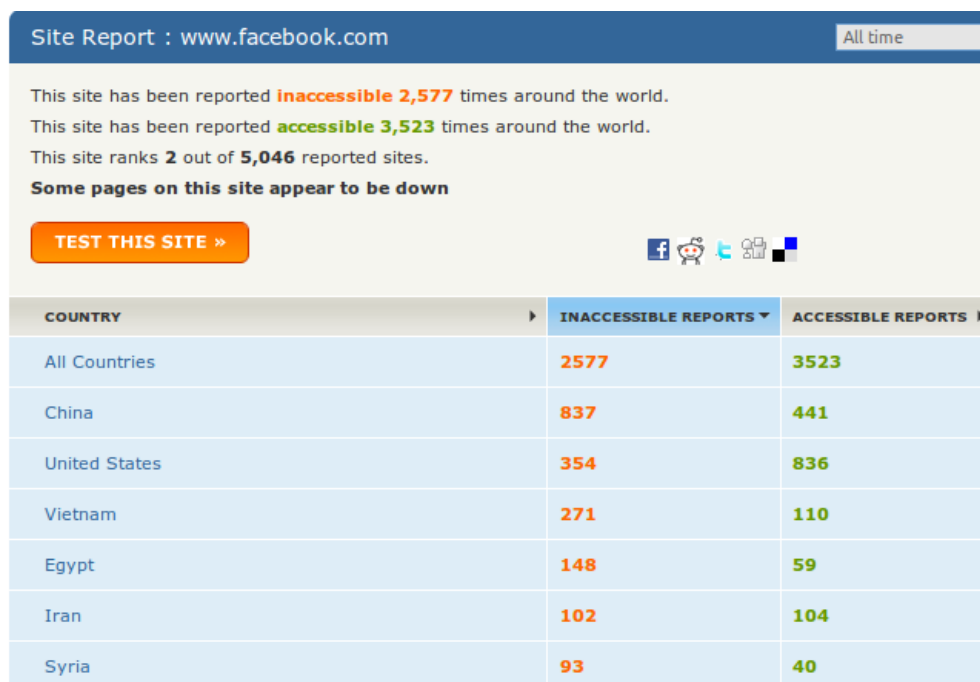 Site Report : www.facebook.com
All time
This site has been reported inaccessible 2,577 times around the world.
This site has been reported accessible 3,523 times around the world.
This site ranks 2 out of 5,046 reported sites.
Some pages on this site appear to be down
TEST THIS SITE »
COUNTRY INACCESSIBLE REPORTS ACCESSIBLE REPORTS
All Countries 2577 3523
China 837 441
United States 354 836
Vietnam 271 110
Egypt 148 59
Iran 102 104
Syria 93 40